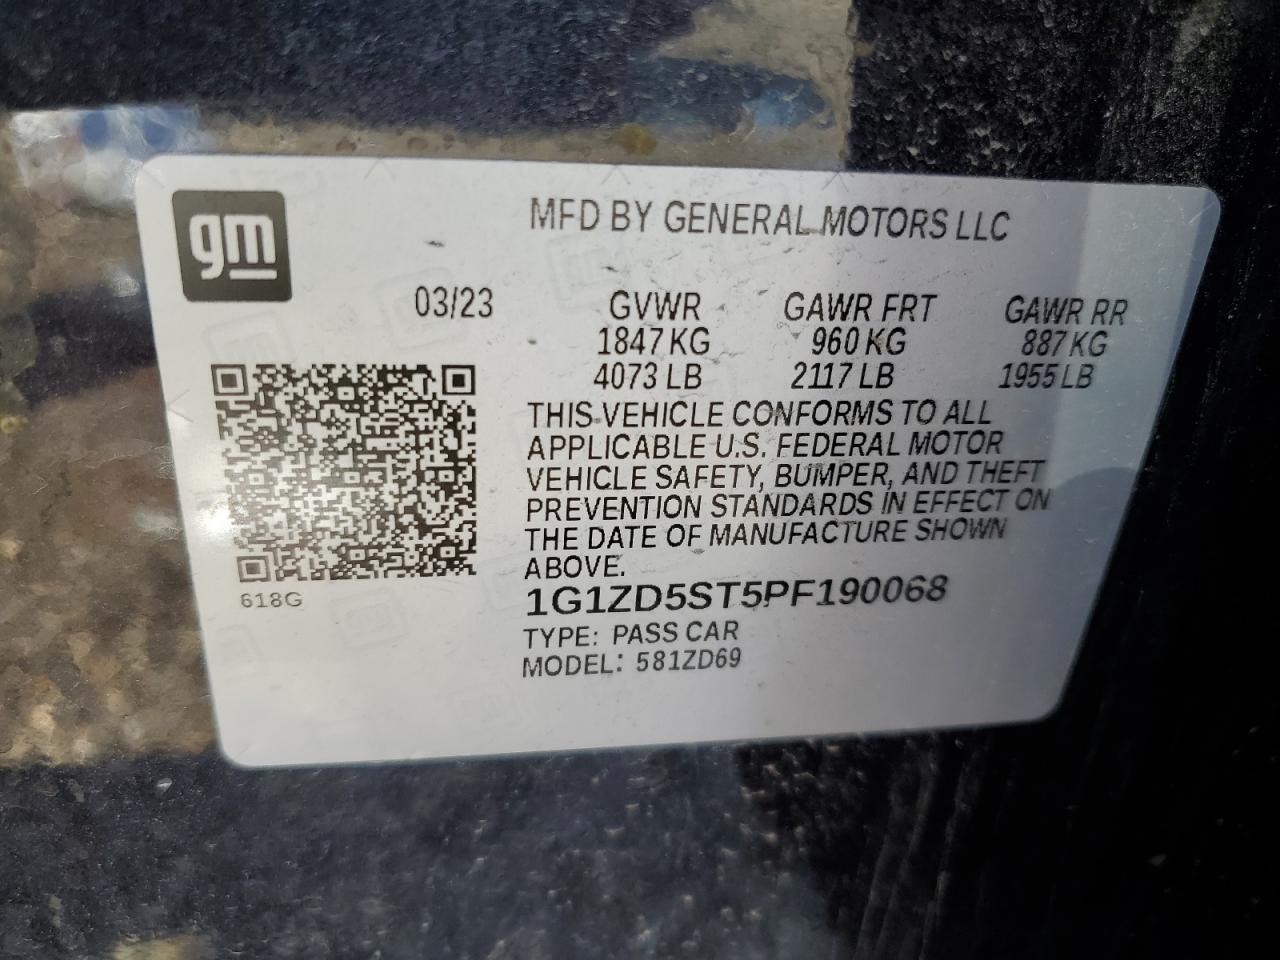 gm
MFD BY GENERAL MOTORS LLC
03/23 GVWR GAWR FRT GAWR RR
1847 KG 960 KG 887 KG
4073 LB 2117 LB 1955 LB
THIS VEHICLE CONFORMS TO ALL
APPLICABLE U.S. FEDERAL MOTOR
VEHICLE SAFETY, BUMPER, AND THEFT
PREVENTION STANDARDS IN EFFECT ON
THE DATE OF MANUFACTURE SHOWN
ABOVE.
618G
1G1ZD5ST5PF190068
TYPE: PASS CAR
MODEL: 581ZD69